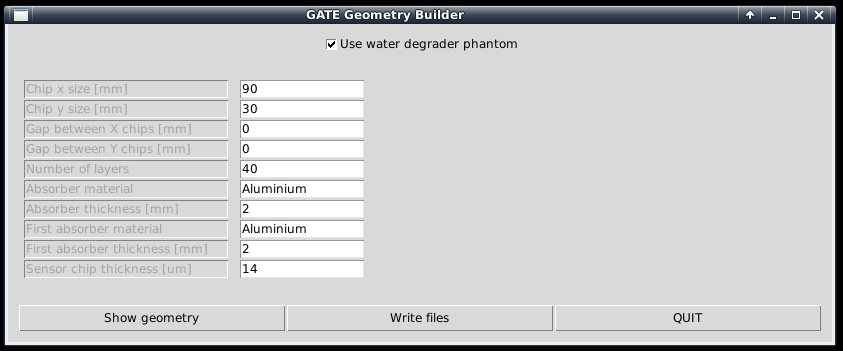 GATE Geometry Builder
Use water degrader phantom
Chip x size [mm] 90
Chip y size [mm] 30
Gap between X chips [mm] 0
Gap between Y chips [mm] 0
Number of layers 40
Absorber material Aluminium
Absorber thickness [mm] 2
First absorber material Aluminium
First absorber thickness [mm] 2
Sensor chip thickness [um] 14
Show geometry Write files QUIT